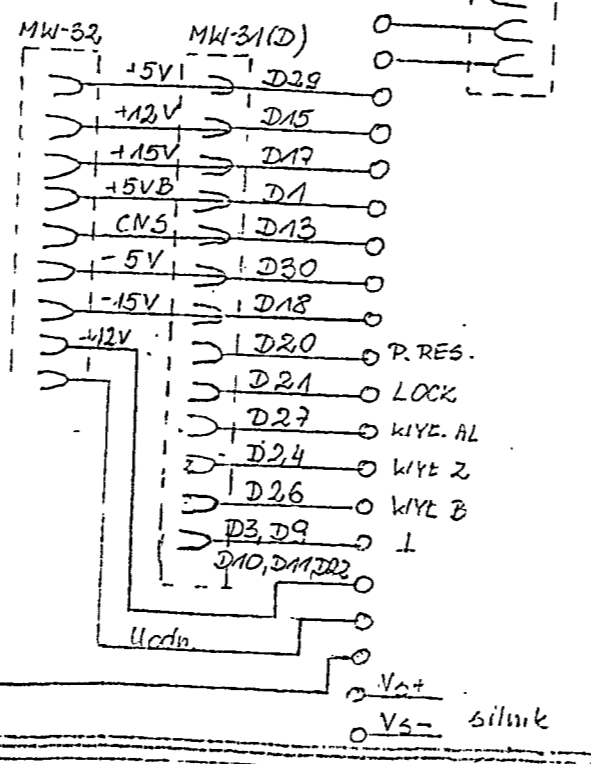 MW-32 MW-31(D)
+5V D29
+12V D15
+15V D17
+5VB D1
CNS D13
-5V D30
-15V D18
+12V D20 P.RES.
D21 LOCK
D27 WYŁ. AL
D24 WYŁ Z
D26 WYŁ B
D3, D9 ⊥
D10, D11, D22
Uodn.
Vs+
Vs- silnik